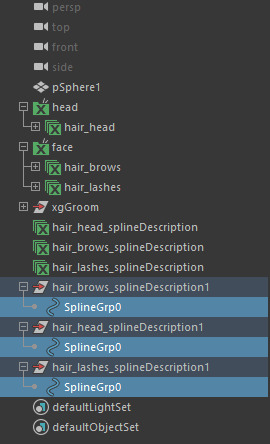 persp
top
front
side
pSphere1
head
hair_head
face
hair_brows
hair_lashes
xgGroom
hair_head_splineDescription
hair_brows_splineDescription
hair_lashes_splineDescription
hair_brows_splineDescription1
SplineGrp0
hair_head_splineDescription1
SplineGrp0
hair_lashes_splineDescription1
SplineGrp0
defaultLightSet
defaultObjectSet